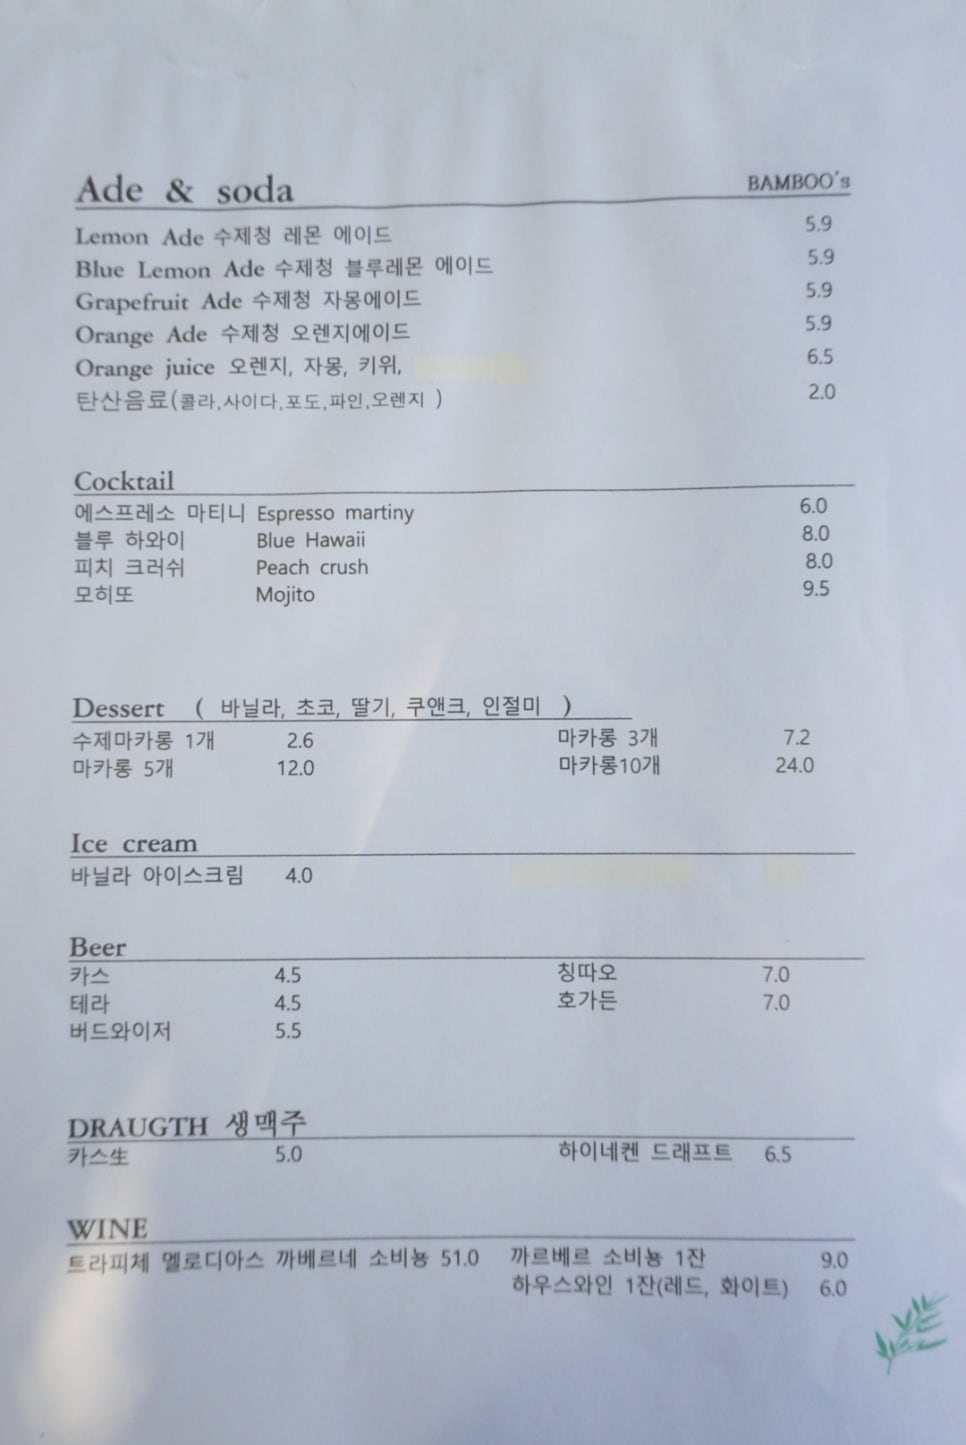 Ade & soda BAMBOO's
Lemon Ade 수제청 레몬 에이드 5.9
Blue Lemon Ade 수제청 블루레몬 에이드 5.9
Grapefruit Ade 수제청 자몽에이드 5.9
Orange Ade 수제청 오렌지에이드 5.9
Orange juice 오렌지, 자몽, 키위, 6.5
탄산음료(콜라,사이다,포도,파인,오렌지 ) 2.0
Cocktail
에스프레소 마티니 Espresso martiny 6.0
블루 하와이 Blue Hawaii 8.0
피치 크러쉬 Peach crush 8.0
모히또 Mojito 9.5
Dessert ( 바닐라, 초코, 딸기, 쿠앤크, 인절미 )
수제마카롱 1개 2.6 마카롱 3개 7.2
마카롱 5개 12.0 마카롱10개 24.0
Ice cream
바닐라 아이스크림 4.0
Beer
카스 4.5 칭따오 7.0
테라 4.5 호가든 7.0
버드와이저 5.5
DRAUGTH 생맥주
카스生 5.0 하이네켄 드래프트 6.5
WINE
트라피체 멜로디아스 까베르네 소비뇽 51.0 까르베르 소비뇽 1잔 9.0
하우스와인 1잔(레드, 화이트) 6.0